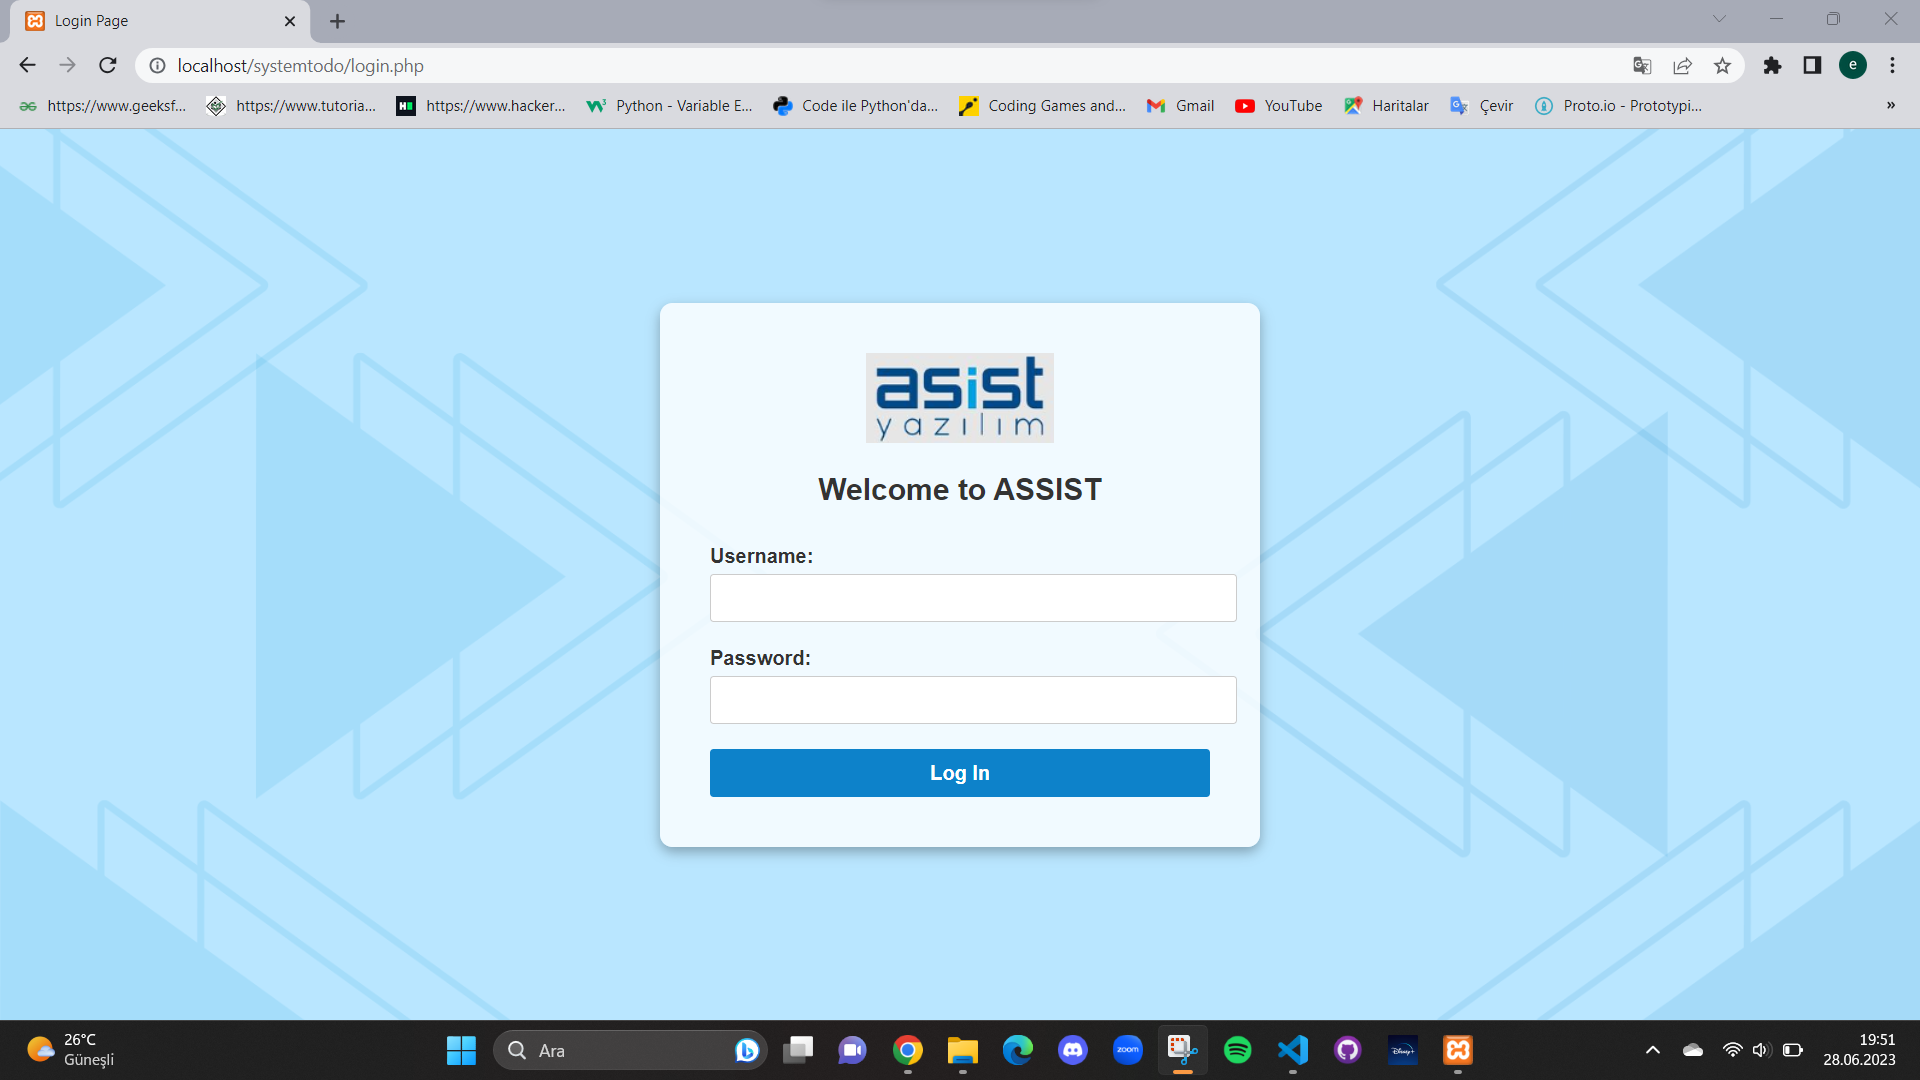 Login Page
localhost/systemtodo/login.php
e
https://www.geeksf... https://www.tutoria... https://www.hacker... Python - Variable E... Code ile Python'da... Coding Games and... Gmail YouTube Haritalar Çevir Proto.io - Prototypi... »
asist
yazılım
Welcome to ASSIST
Username:
Password:
Log In
26°C
Güneşli
Ara
zoom
Disney+
19:51
28.06.2023